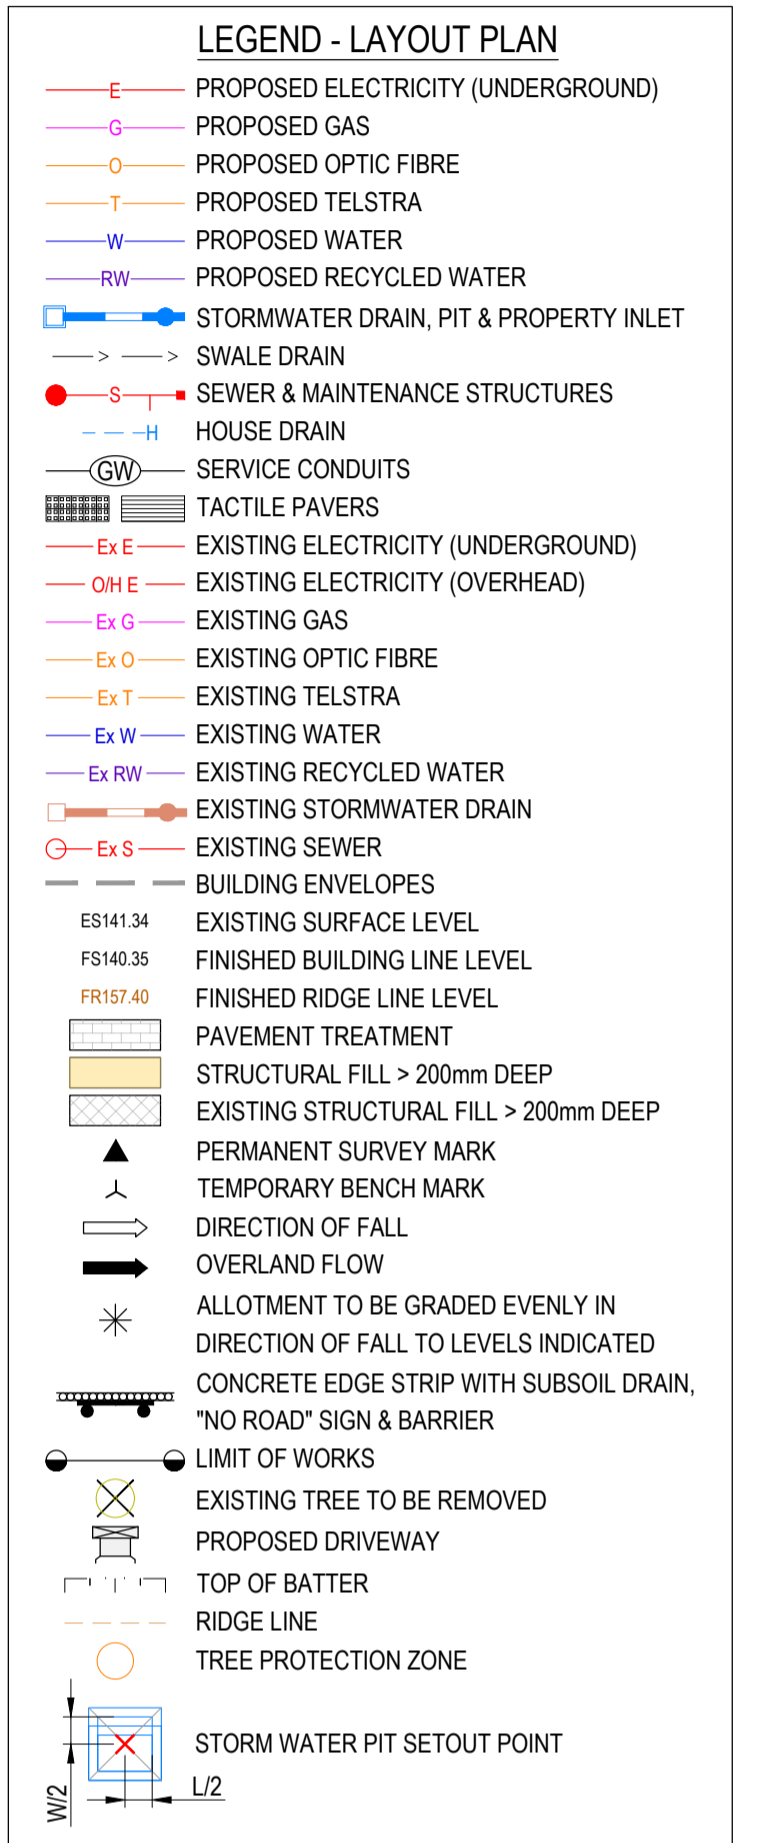 LEGEND - LAYOUT PLAN
E PROPOSED ELECTRICITY (UNDERGROUND)
G PROPOSED GAS
O PROPOSED OPTIC FIBRE
T PROPOSED TELSTRA
W PROPOSED WATER
RW PROPOSED RECYCLED WATER
STORMWATER DRAIN, PIT & PROPERTY INLET
SWALE DRAIN
S SEWER & MAINTENANCE STRUCTURES
H HOUSE DRAIN
GW SERVICE CONDUITS
TACTILE PAVERS
Ex E EXISTING ELECTRICITY (UNDERGROUND)
O/H E EXISTING ELECTRICITY (OVERHEAD)
Ex G EXISTING GAS
Ex O EXISTING OPTIC FIBRE
Ex T EXISTING TELSTRA
Ex W EXISTING WATER
Ex RW EXISTING RECYCLED WATER
EXISTING STORMWATER DRAIN
Ex S EXISTING SEWER
BUILDING ENVELOPES
ES141.34 EXISTING SURFACE LEVEL
FS140.35 FINISHED BUILDING LINE LEVEL
FR157.40 FINISHED RIDGE LINE LEVEL
PAVEMENT TREATMENT
STRUCTURAL FILL > 200mm DEEP
EXISTING STRUCTURAL FILL > 200mm DEEP
PERMANENT SURVEY MARK
TEMPORARY BENCH MARK
DIRECTION OF FALL
OVERLAND FLOW
ALLOTMENT TO BE GRADED EVENLY IN
DIRECTION OF FALL TO LEVELS INDICATED
CONCRETE EDGE STRIP WITH SUBSOIL DRAIN,
"NO ROAD" SIGN & BARRIER
LIMIT OF WORKS
EXISTING TREE TO BE REMOVED
PROPOSED DRIVEWAY
TOP OF BATTER
RIDGE LINE
TREE PROTECTION ZONE
STORM WATER PIT SETOUT POINT
W/2
L/2